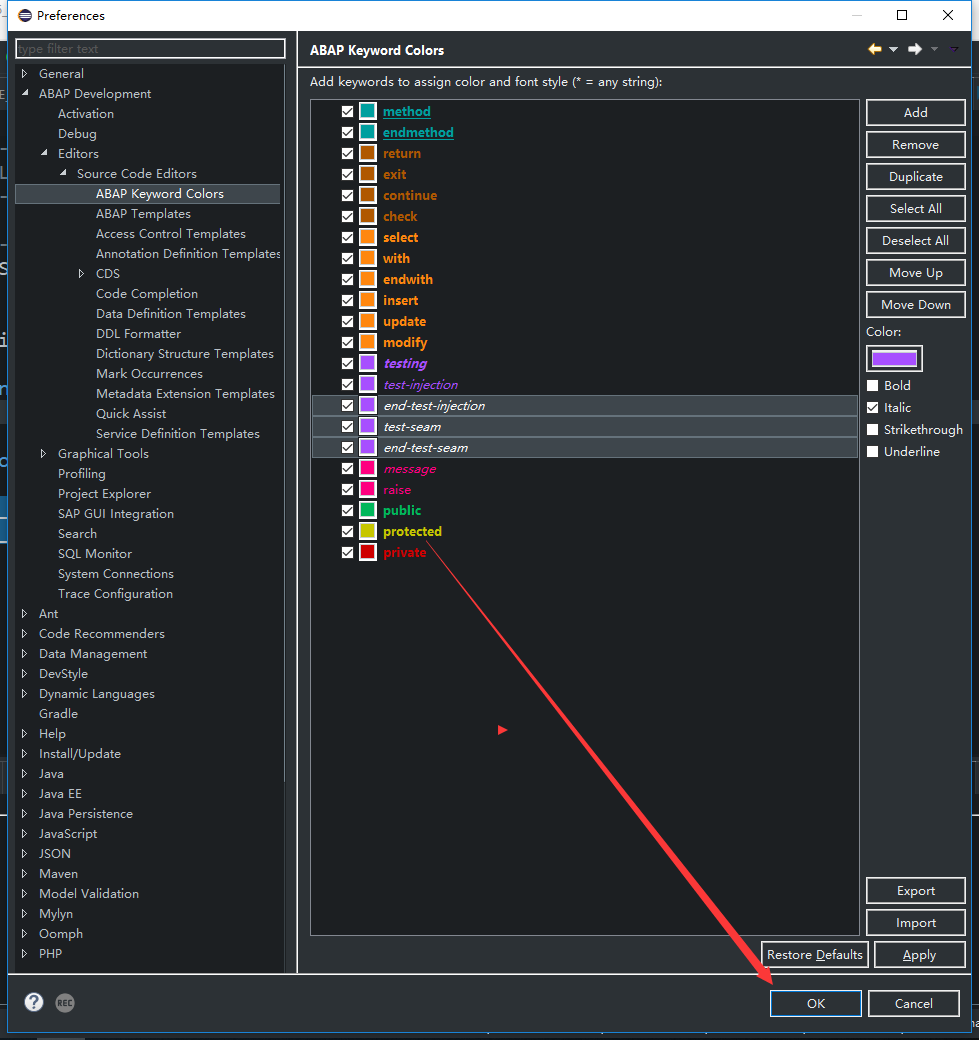 Preferences
type filter text
General
ABAP Development
Activation
Debug
Editors
Source Code Editors
ABAP Keyword Colors
ABAP Templates
Access Control Templates
Annotation Definition Templates
CDS
Code Completion
Data Definition Templates
DDL Formatter
Dictionary Structure Templates
Mark Occurrences
Metadata Extension Templates
Quick Assist
Service Definition Templates
Graphical Tools
Profiling
Project Explorer
SAP GUI Integration
Search
SQL Monitor
System Connections
Trace Configuration
Ant
Code Recommenders
Data Management
DevStyle
Dynamic Languages
Gradle
Help
Install/Update
Java
Java EE
Java Persistence
JavaScript
JSON
Maven
Model Validation
Mylyn
Oomph
PHP
ABAP Keyword Colors
Add keywords to assign color and font style (* = any string):
method
endmethod
return
exit
continue
check
select
with
endwith
insert
update
modify
testing
test-injection
end-test-injection
test-seam
end-test-seam
message
raise
public
protected
private
Add
Remove
Duplicate
Select All
Deselect All
Move Up
Move Down
Color:
Bold
Italic
Strikethrough
Underline
Export
Import
Restore Defaults
Apply
REC
OK
Cancel